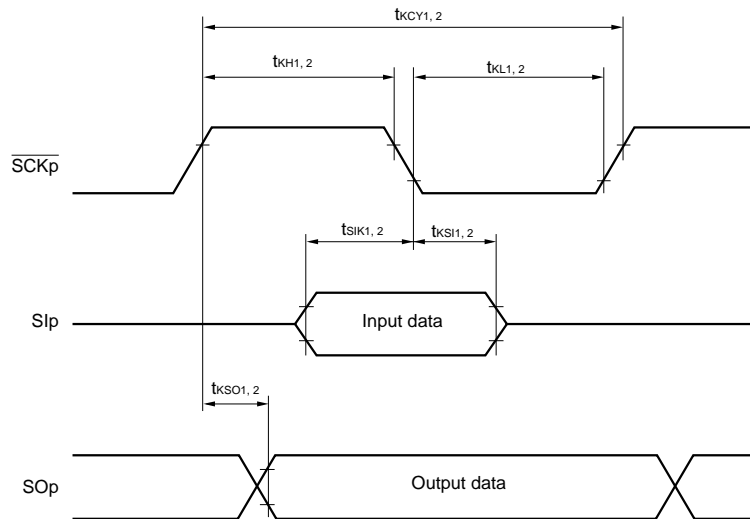 tKCY1, 2
tKH1, 2
tKL1, 2
SCKp
tSIK1, 2
tKSI1, 2
SIp
Input data
tKSO1, 2
SOp
Output data